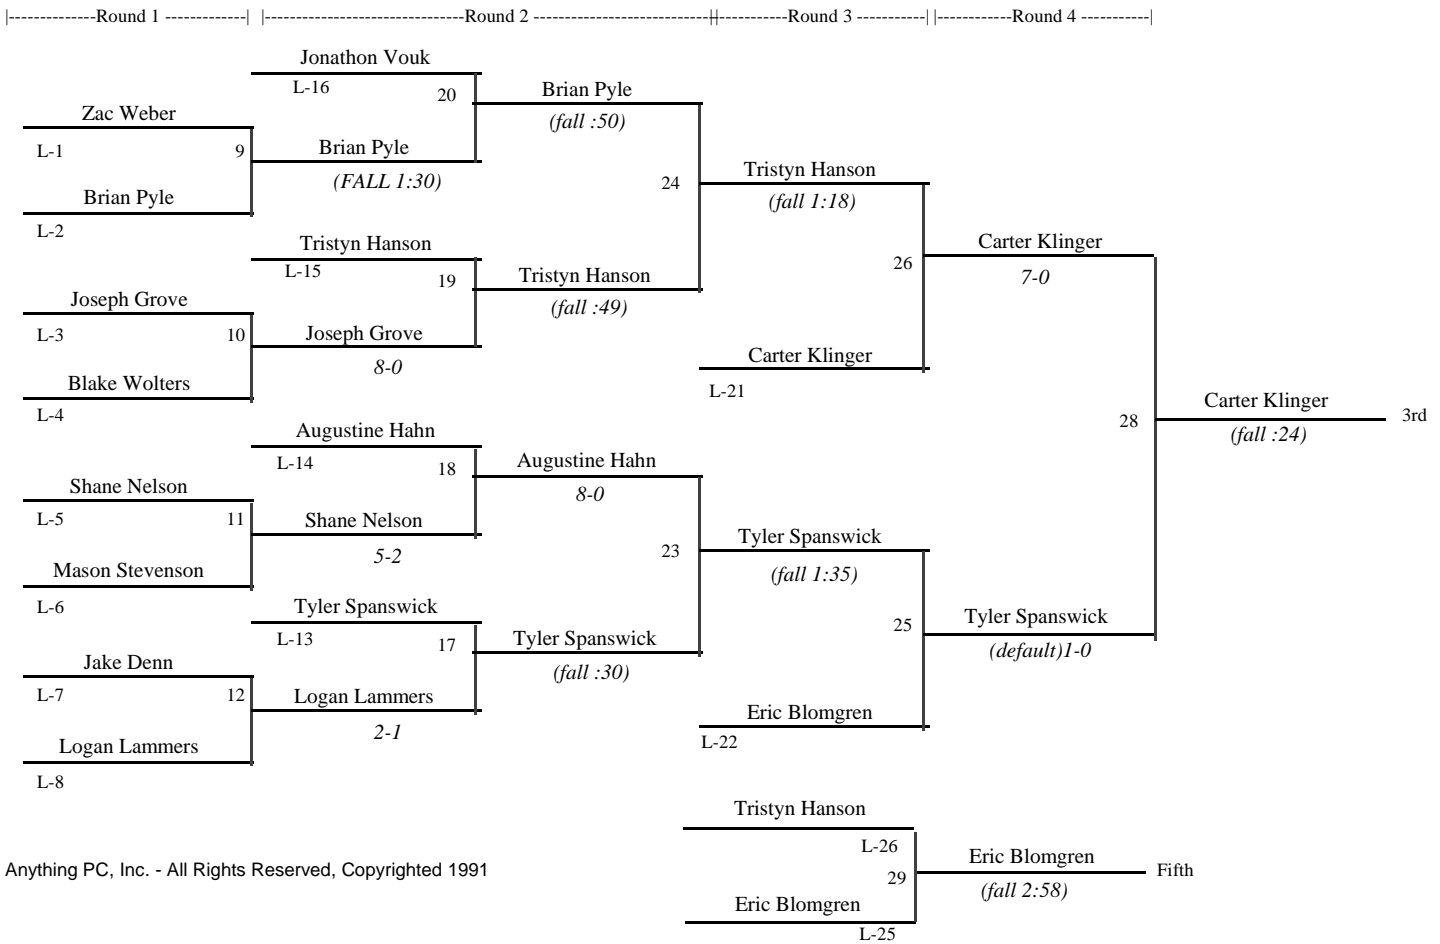 |-------------Round 1 -------------| |-----------------------------Round 2 --------------------------||-----------Round 3 -----------| |------------Round 4 -----------|
Jonathon Vouk
L-16 20 Brian Pyle
Zac Weber (fall :50)
L-1 9 Brian Pyle
(FALL 1:30) 24 Tristyn Hanson
Brian Pyle (fall 1:18)
L-2
Tristyn Hanson 26 Carter Klinger
L-15 19 Tristyn Hanson 7-0
Joseph Grove (fall :49)
L-3 10 Joseph Grove
8-0 Carter Klinger
Blake Wolters L-21
L-4 28 Carter Klinger 3rd
Augustine Hahn (fall :24)
L-14 18 Augustine Hahn
Shane Nelson 8-0
L-5 11 Shane Nelson
5-2 23 Tyler Spanswick
Mason Stevenson (fall 1:35)
L-6
Tyler Spanswick 25 Tyler Spanswick
L-13 17 Tyler Spanswick (default)1-0
Jake Denn (fall :30)
L-7 12 Logan Lammers
2-1 Eric Blomgren
Logan Lammers L-22
L-8
Tristyn Hanson
L-26
Anything PC, Inc. - All Rights Reserved, Copyrighted 1991 29 Eric Blomgren Fifth
(fall 2:58)
Eric Blomgren
L-25